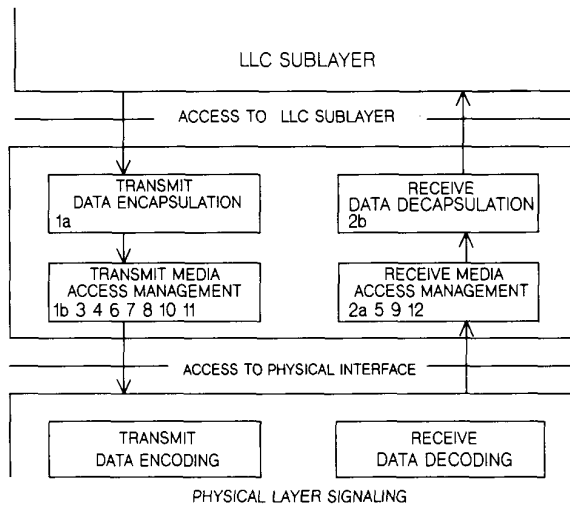 LLC SUBLAYER
ACCESS TO LLC SUBLAYER
TRANSMIT
DATA ENCAPSULATION
1a
RECEIVE
DATA DECAPSULATION
2b
TRANSMIT MEDIA
ACCESS MANAGEMENT
1b 3 4 6 7 8 10 11
RECEIVE MEDIA
ACCESS MANAGEMENT
2a 5 9 12
ACCESS TO PHYSICAL INTERFACE
TRANSMIT
DATA ENCODING
RECEIVE
DATA DECODING
PHYSICAL LAYER SIGNALING